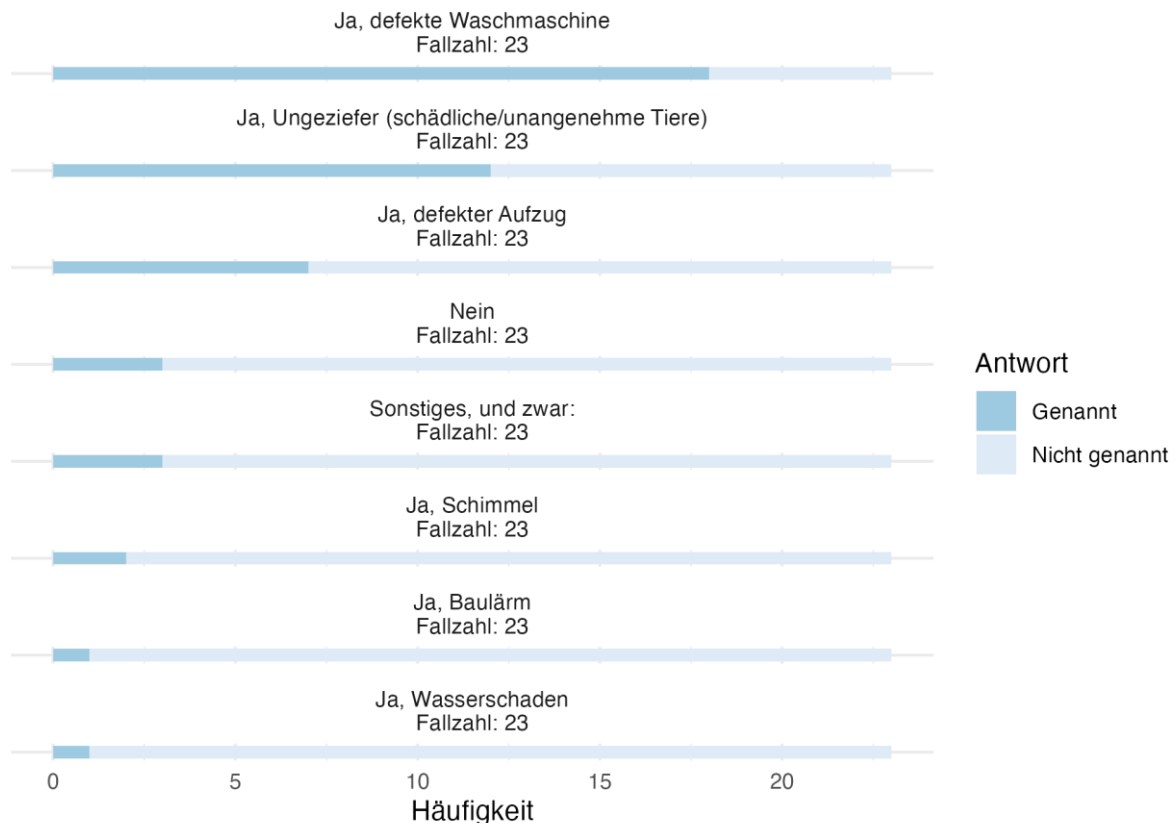 Ja, defekte Waschmaschine
Fallzahl: 23
Ja, Ungeziefer (schädliche/unangenehme Tiere)
Fallzahl: 23
Ja, defekter Aufzug
Fallzahl: 23
Nein
Fallzahl: 23
Sonstiges, und zwar:
Fallzahl: 23
Ja, Schimmel
Fallzahl: 23
Ja, Baulärm
Fallzahl: 23
Ja, Wasserschaden
Fallzahl: 23
0 5 10 15 20
Häufigkeit
Antwort
Genannt
Nicht genannt